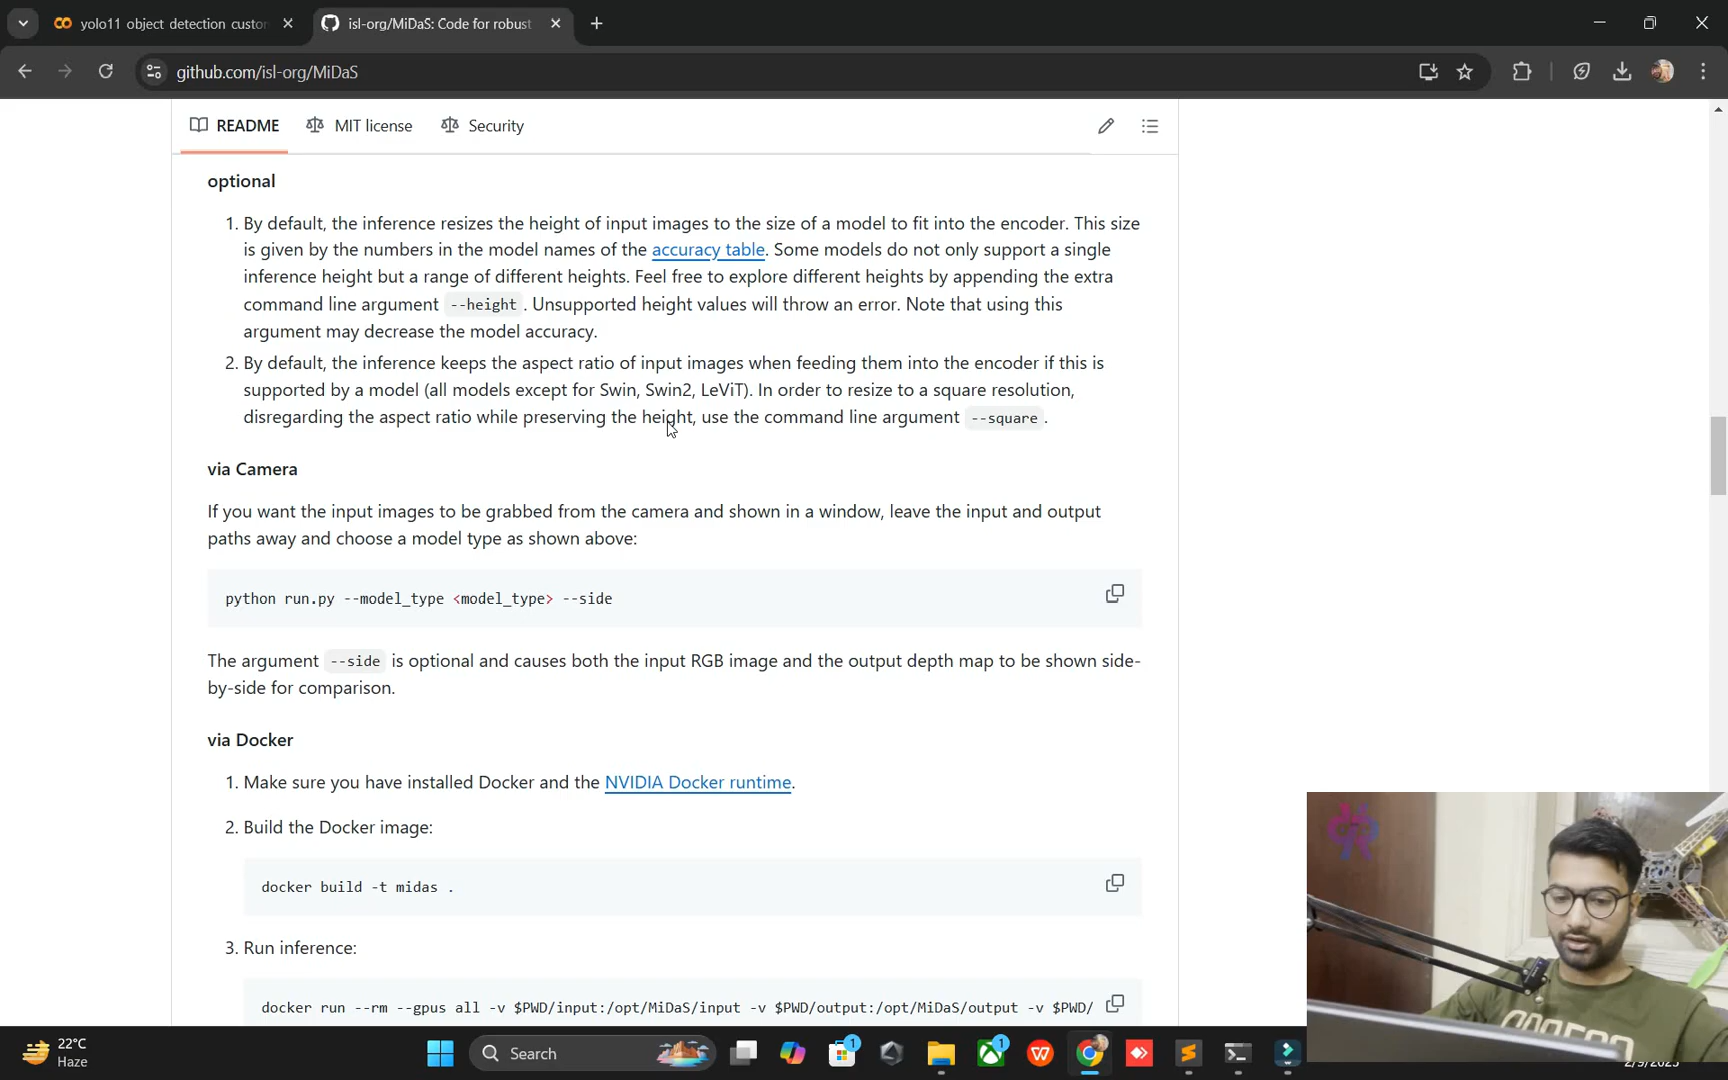 yolo11 object detection custo
isl-org/MiDaS: Code for robust
github.com/isl-org/MiDaS
README
MIT license
Security
optional
1. By default, the inference resizes the height of input images to the size of a model to fit into the encoder. This size
is given by the numbers in the model names of the accuracy table. Some models do not only support a single
inference height but a range of different heights. Feel free to explore different heights by appending the extra
command line argument --height. Unsupported height values will throw an error. Note that using this
argument may decrease the model accuracy.
2. By default, the inference keeps the aspect ratio of input images when feeding them into the encoder if this is
supported by a model (all models except for Swin, Swin2, LeViT). In order to resize to a square resolution,
disregarding the aspect ratio while preserving the height, use the command line argument --square.
via Camera
If you want the input images to be grabbed from the camera and shown in a window, leave the input and output
paths away and choose a model type as shown above:
python run.py --model_type <model_type> --side
The argument --side is optional and causes both the input RGB image and the output depth map to be shown side-
by-side for comparison.
via Docker
1. Make sure you have installed Docker and the NVIDIA Docker runtime.
2. Build the Docker image:
docker build -t midas .
3. Run inference:
docker run --rm --gpus all -v $PWD/input:/opt/MiDaS/input -v $PWD/output:/opt/MiDaS/output -v $PWD/
22°C
Haze
Search
1
1